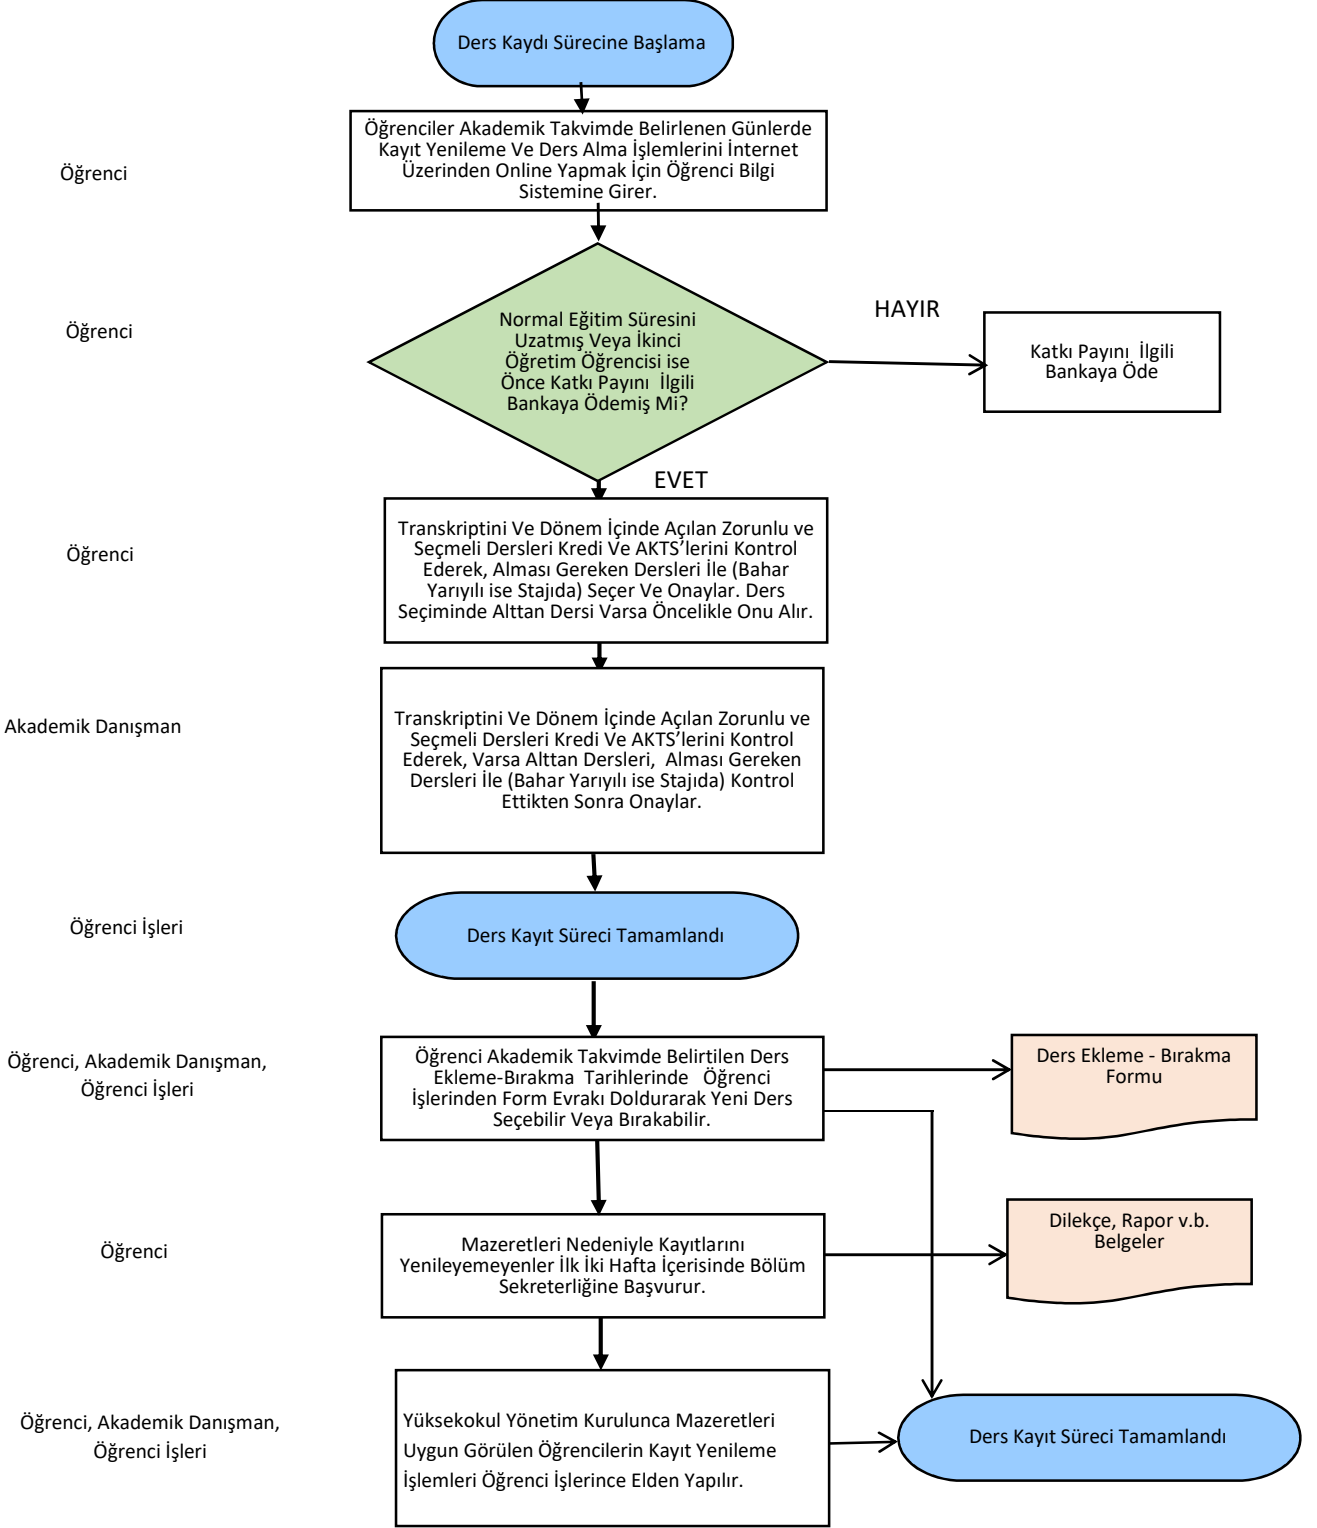 Ders Kaydı Sürecine Başlama
Öğrenci
Öğrenciler Akademik Takvimde Belirlenen Günlerde
Kayıt Yenileme Ve Ders Alma İşlemlerini İnternet
Üzerinden Online Yapmak İçin Öğrenci Bilgi
Sistemine Girer.
Öğrenci
Normal Eğitim Süresini
Uzatmış Veya İkinci
Öğretim Öğrencisi ise
Önce Katkı Payını İlgili
Bankaya Ödemiş Mi?
HAYIR
Katkı Payını İlgili
Bankaya Öde
EVET
Öğrenci
Transkriptini Ve Dönem İçinde Açılan Zorunlu ve
Seçmeli Dersleri Kredi Ve AKTS’lerini Kontrol
Ederek, Alması Gereken Dersleri İle (Bahar
Yarıyılı ise Stajıda) Seçer Ve Onaylar. Ders
Seçiminde Alttan Dersi Varsa Öncelikle Onu Alır.
Akademik Danışman
Transkriptini Ve Dönem İçinde Açılan Zorunlu ve
Seçmeli Dersleri Kredi Ve AKTS’lerini Kontrol
Ederek, Varsa Alttan Dersleri, Alması Gereken
Dersleri İle (Bahar Yarıyılı ise Stajıda) Kontrol
Ettikten Sonra Onaylar.
Öğrenci İşleri
Ders Kayıt Süreci Tamamlandı
Öğrenci, Akademik Danışman,
Öğrenci İşleri
Öğrenci Akademik Takvimde Belirtilen Ders
Ekleme-Bırakma Tarihlerinde Öğrenci
İşlerinden Form Evrakı Doldurarak Yeni Ders
Seçebilir Veya Bırakabilir.
Ders Ekleme - Bırakma
Formu
Öğrenci
Mazeretleri Nedeniyle Kayıtlarını
Yenileyemeyenler İlk İki Hafta İçerisinde Bölüm
Sekreterliğine Başvurur.
Dilekçe, Rapor v.b.
Belgeler
Öğrenci, Akademik Danışman,
Öğrenci İşleri
Yüksekokul Yönetim Kurulunca Mazeretleri
Uygun Görülen Öğrencilerin Kayıt Yenileme
İşlemleri Öğrenci İşlerince Elden Yapılır.
Ders Kayıt Süreci Tamamlandı